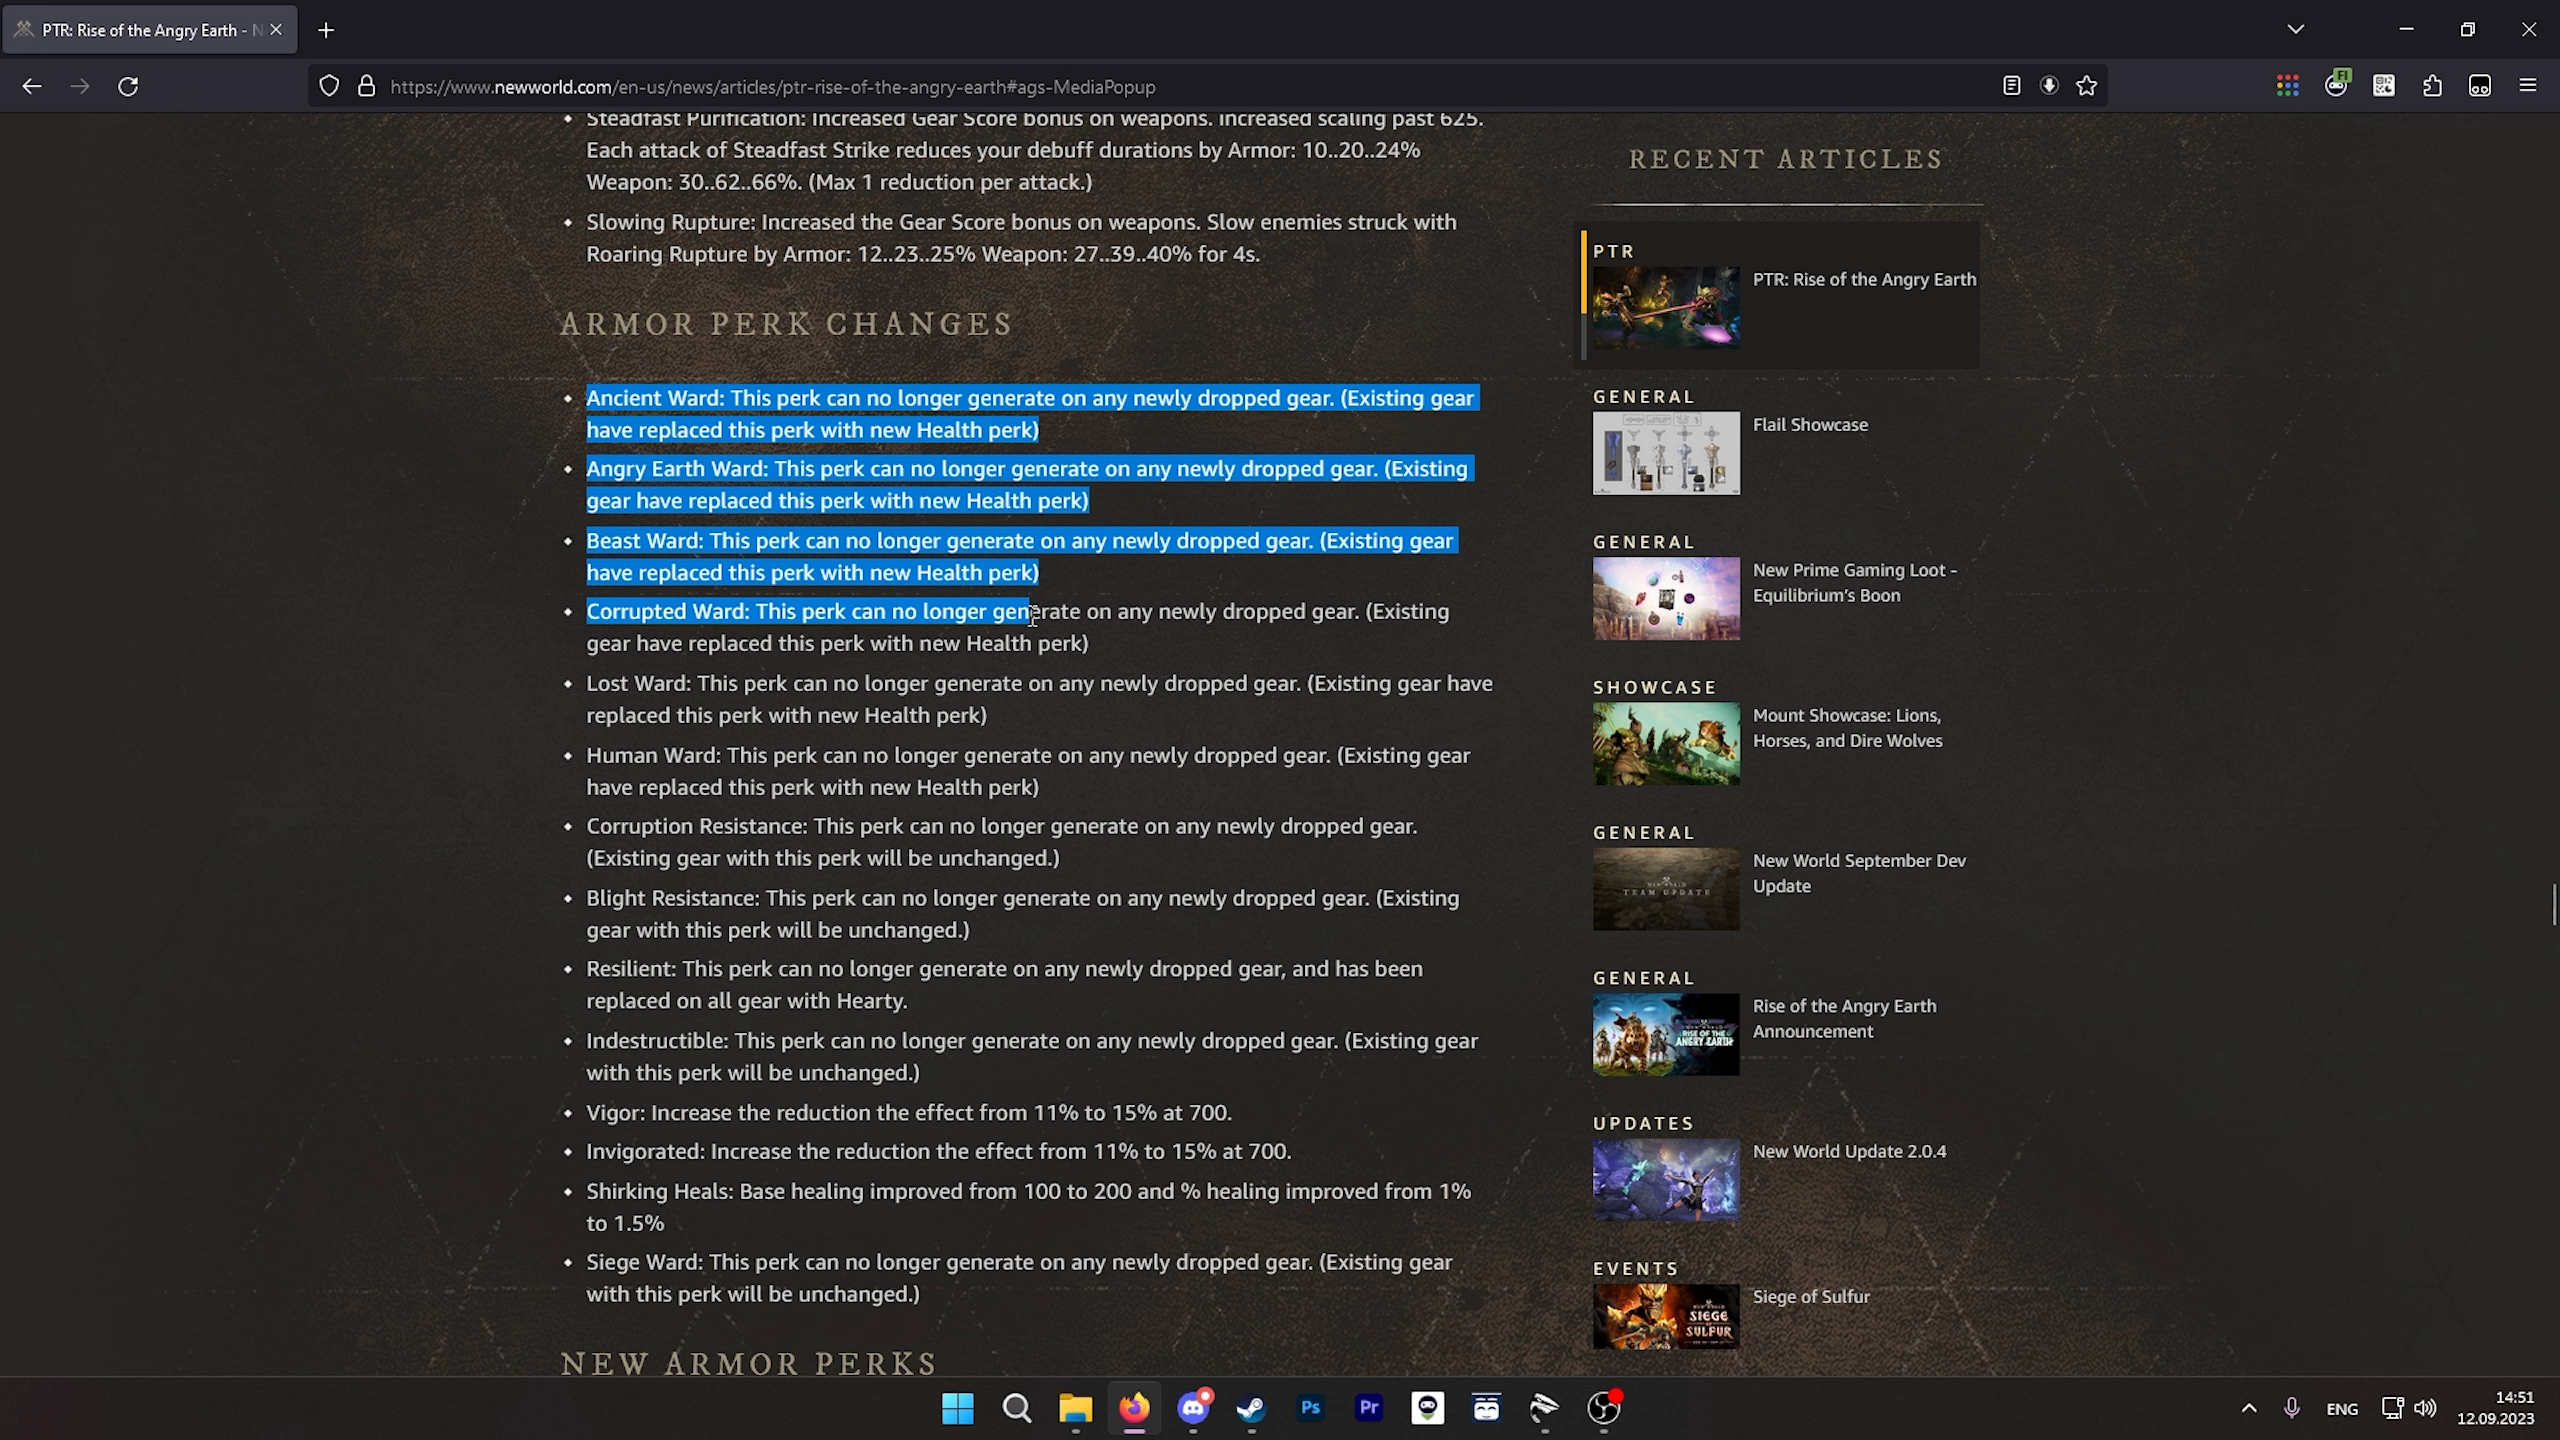 PTR: Rise of the Angry Earth - N
https://www.newworld.com/en-us/news/articles/ptr-rise-of-the-angry-earth#ags-MediaPopup
FI
Steadfast Purification: Increased Gear Score bonus on weapons. increased scaling past 625.
Each attack of Steadfast Strike reduces your debuff durations by Armor: 10..20..24%
Weapon: 30..62..66%. (Max 1 reduction per attack.)
Slowing Rupture: Increased the Gear Score bonus on weapons. Slow enemies struck with
Roaring Rupture by Armor: 12..23..25% Weapon: 27..39..40% for 4s.
ARMOR PERK CHANGES
Ancient Ward: This perk can no longer generate on any newly dropped gear. (Existing gear
have replaced this perk with new Health perk)
Angry Earth Ward: This perk can no longer generate on any newly dropped gear. (Existing
gear have replaced this perk with new Health perk)
Beast Ward: This perk can no longer generate on any newly dropped gear. (Existing gear
have replaced this perk with new Health perk)
Corrupted Ward: This perk can no longer generate on any newly dropped gear. (Existing
gear have replaced this perk with new Health perk)
Lost Ward: This perk can no longer generate on any newly dropped gear. (Existing gear have
replaced this perk with new Health perk)
Human Ward: This perk can no longer generate on any newly dropped gear. (Existing gear
have replaced this perk with new Health perk)
Corruption Resistance: This perk can no longer generate on any newly dropped gear.
(Existing gear with this perk will be unchanged.)
Blight Resistance: This perk can no longer generate on any newly dropped gear. (Existing
gear with this perk will be unchanged.)
Resilient: This perk can no longer generate on any newly dropped gear, and has been
replaced on all gear with Hearty.
Indestructible: This perk can no longer generate on any newly dropped gear. (Existing gear
with this perk will be unchanged.)
Vigor: Increase the reduction the effect from 11% to 15% at 700.
Invigorated: Increase the reduction the effect from 11% to 15% at 700.
Shirking Heals: Base healing improved from 100 to 200 and % healing improved from 1%
to 1.5%
Siege Ward: This perk can no longer generate on any newly dropped gear. (Existing gear
with this perk will be unchanged.)
NEW ARMOR PERKS
RECENT ARTICLES
PTR
PTR: Rise of the Angry Earth
GENERAL
Flail Showcase
GENERAL
New Prime Gaming Loot -
Equilibrium's Boon
SHOWCASE
Mount Showcase: Lions,
Horses, and Dire Wolves
GENERAL
TEAM UPDATE
New World September Dev
Update
GENERAL
RISE OF THE
ANGRY EARTH
Rise of the Angry Earth
Announcement
UPDATES
New World Update 2.0.4
EVENTS
SIEGE
OF
SULFUR
Siege of Sulfur
Ps
Pr
ENG
14:51
12.09.2023